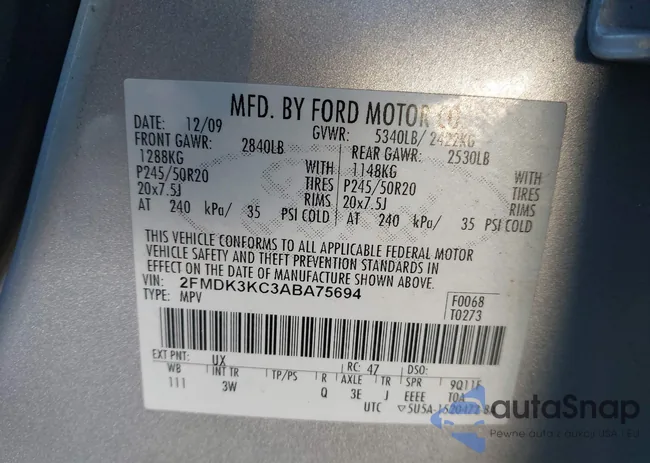 MFD. BY FORD MOTOR CO.
DATE: 12/09 GVWR: 5340LB/ 2422KG
FRONT GAWR: 2840LB REAR GAWR: 2530LB
1288KG WITH 1148KG WITH
P245/50R20 TIRES P245/50R20 TIRES
20x7.5J RIMS 20x7.5J RIMS
AT 240 kPa/ 35 PSI COLD AT 240 kPa/ 35 PSI COLD
THIS VEHICLE CONFORMS TO ALL APPLICABLE FEDERAL MOTOR
VEHICLE SAFETY AND THEFT PREVENTION STANDARDS IN
EFFECT ON THE DATE OF MANUFACTURE SHOWN ABOVE.
VIN: 2FMDK3KC3ABA75694
TYPE: MPV F0068
T0273
EXT PNT: UX RC: 47 DSO:
WB INT TR TP/PS R AXLE TR SPR 9Q11F
111 3W Q 3E J EEEE T0A
UTC
autoSnap